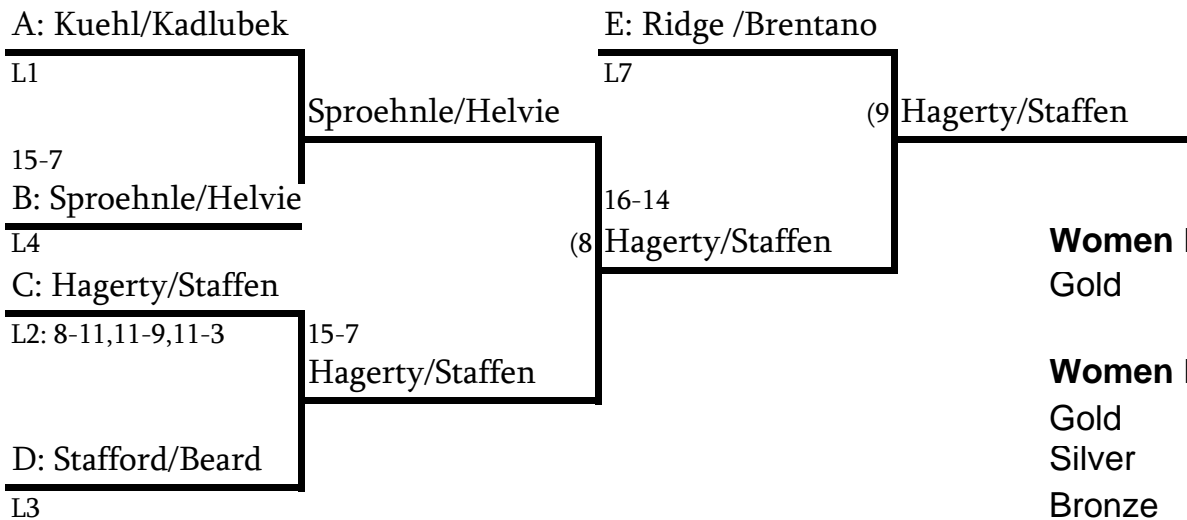 A: Kuehl/Kadlubek
E: Ridge /Brentano
L1
L7
Sproehnle/Helvie
(9 Hagerty/Staffen
15-7
B: Sproehnle/Helvie
16-14
L4
(8 Hagerty/Staffen
Women
C: Hagerty/Staffen
Gold
L2: 8-11,11-9,11-3
15-7
Hagerty/Staffen
Women
Gold
D: Stafford/Beard
Silver
L3
Bronze